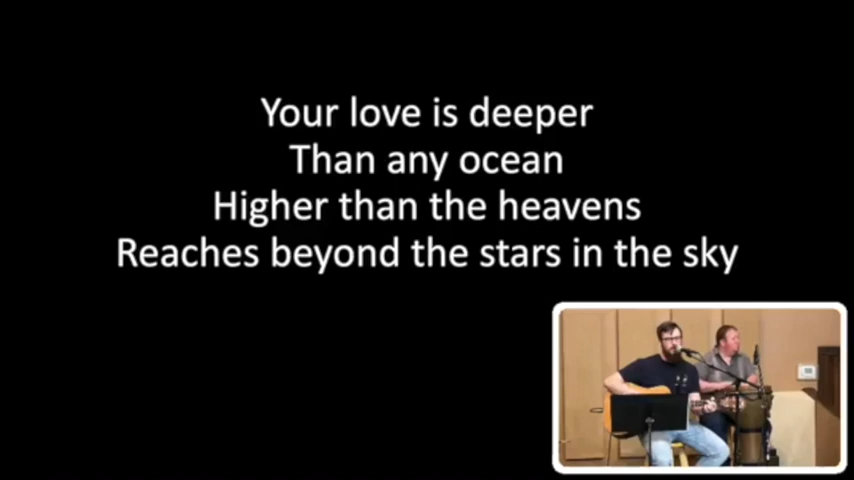 Your love is deeper
Than any ocean
Higher than the heavens
Reaches beyond the stars in the sky